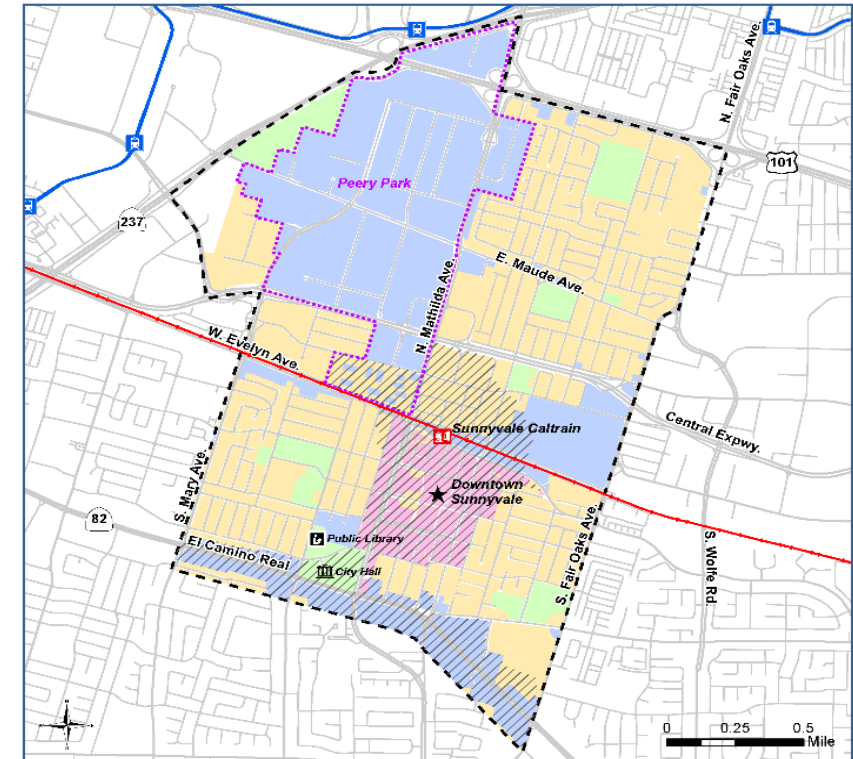 N. Fair Oaks Ave.
101
Peery Park
237
E. Maude Ave.
N. Mathilda Ave.
W. Evelyn Ave.
Sunnyvale Caltrain
Central Expwy.
Downtown
Sunnyvale
S. Mary Ave.
82
Public Library
El Camino Real
City Hall
S. Fair Oaks Ave.
S. Wolfe Rd.
0 0.25 0.5
Mile